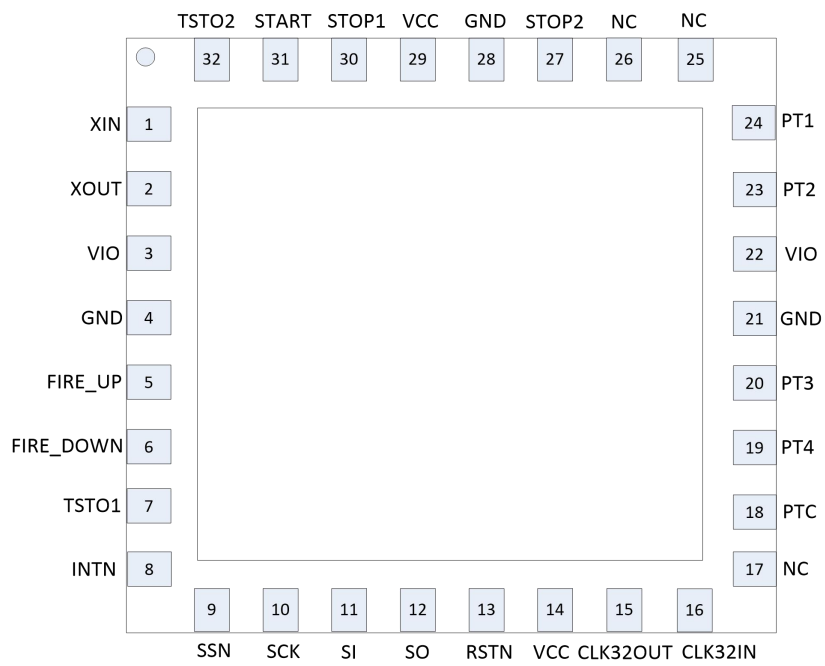 TSTO2 START STOP1 VCC GND STOP2 NC NC
32 31 30 29 28 27 26 25
XIN 1 24 PT1
XOUT 2 23 PT2
VIO 3 22 VIO
GND 4 21 GND
FIRE_UP 5 20 PT3
FIRE_DOWN 6 19 PT4
TSTO1 7 18 PTC
INTN 8 17 NC
9 10 11 12 13 14 15 16
SSN SCK SI SO RSTN VCC CLK32OUT CLK32IN